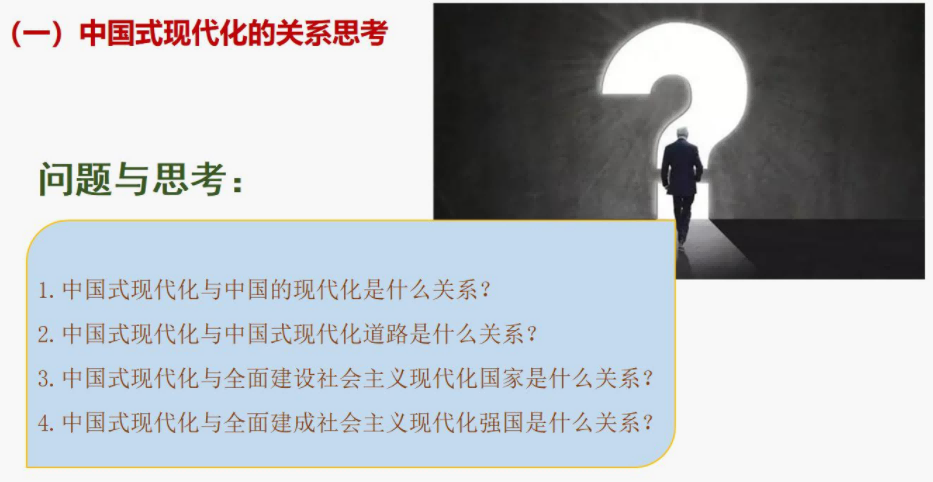 （一）中国式现代化的关系思考
问题与思考：
1.中国式现代化与中国的现代化是什么关系？
2.中国式现代化与中国式现代化道路是什么关系？
3.中国式现代化与全面建设社会主义现代化国家是什么关系？
4.中国式现代化与全面建成社会主义现代化强国是什么关系？